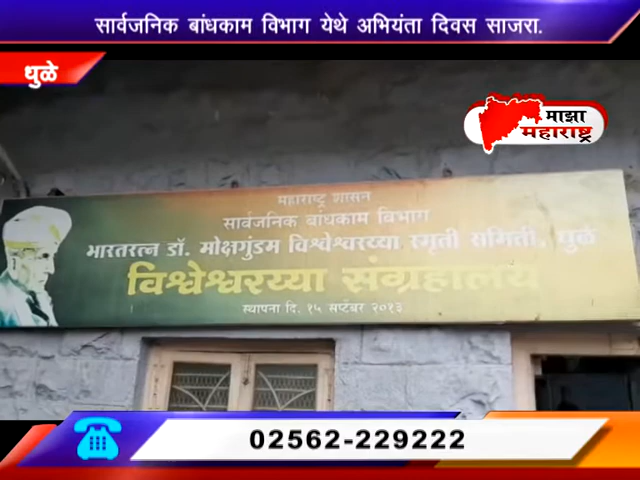 सार्वजनिक बांधकाम विभाग येथे अभियंता दिवस साजरा.
धुळे
माझा
महाराष्ट्र
महाराष्ट्र शासन
सार्वजनिक बांधकाम विभाग
भारतरत्न डॉ. मोक्षगुंडम विश्वेश्वरय्या स्मृती समिती, धुळे
विश्वेश्वरय्या संग्रहालय
स्थापना दि. १५ सप्टेंबर २०१३
02562-229222